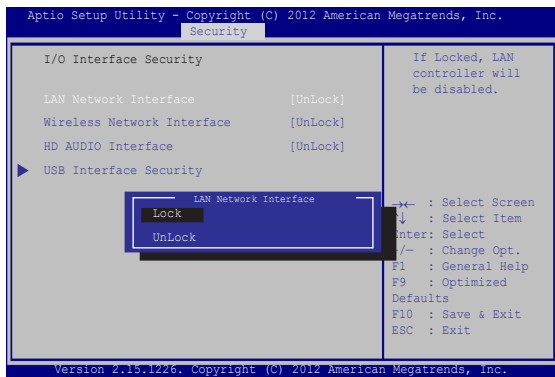 Aptio Setup Utility - Copyright (C) 2012 American Megatrends, Inc.
Security
I/O Interface Security
LAN Network Interface [UnLock]
Wireless Network Interface [UnLock]
HD AUDIO Interface [UnLock]
USB Interface Security
If Locked, LAN
controller will
be disabled.
LAN Network Interface
Lock
UnLock
→← : Select Screen
↑↓ : Select Item
Enter: Select
+/— : Change Opt.
F1 : General Help
F9 : Optimized
Defaults
F10 : Save & Exit
ESC : Exit
Version 2.15.1226. Copyright (C) 2012 American Megatrends, Inc.